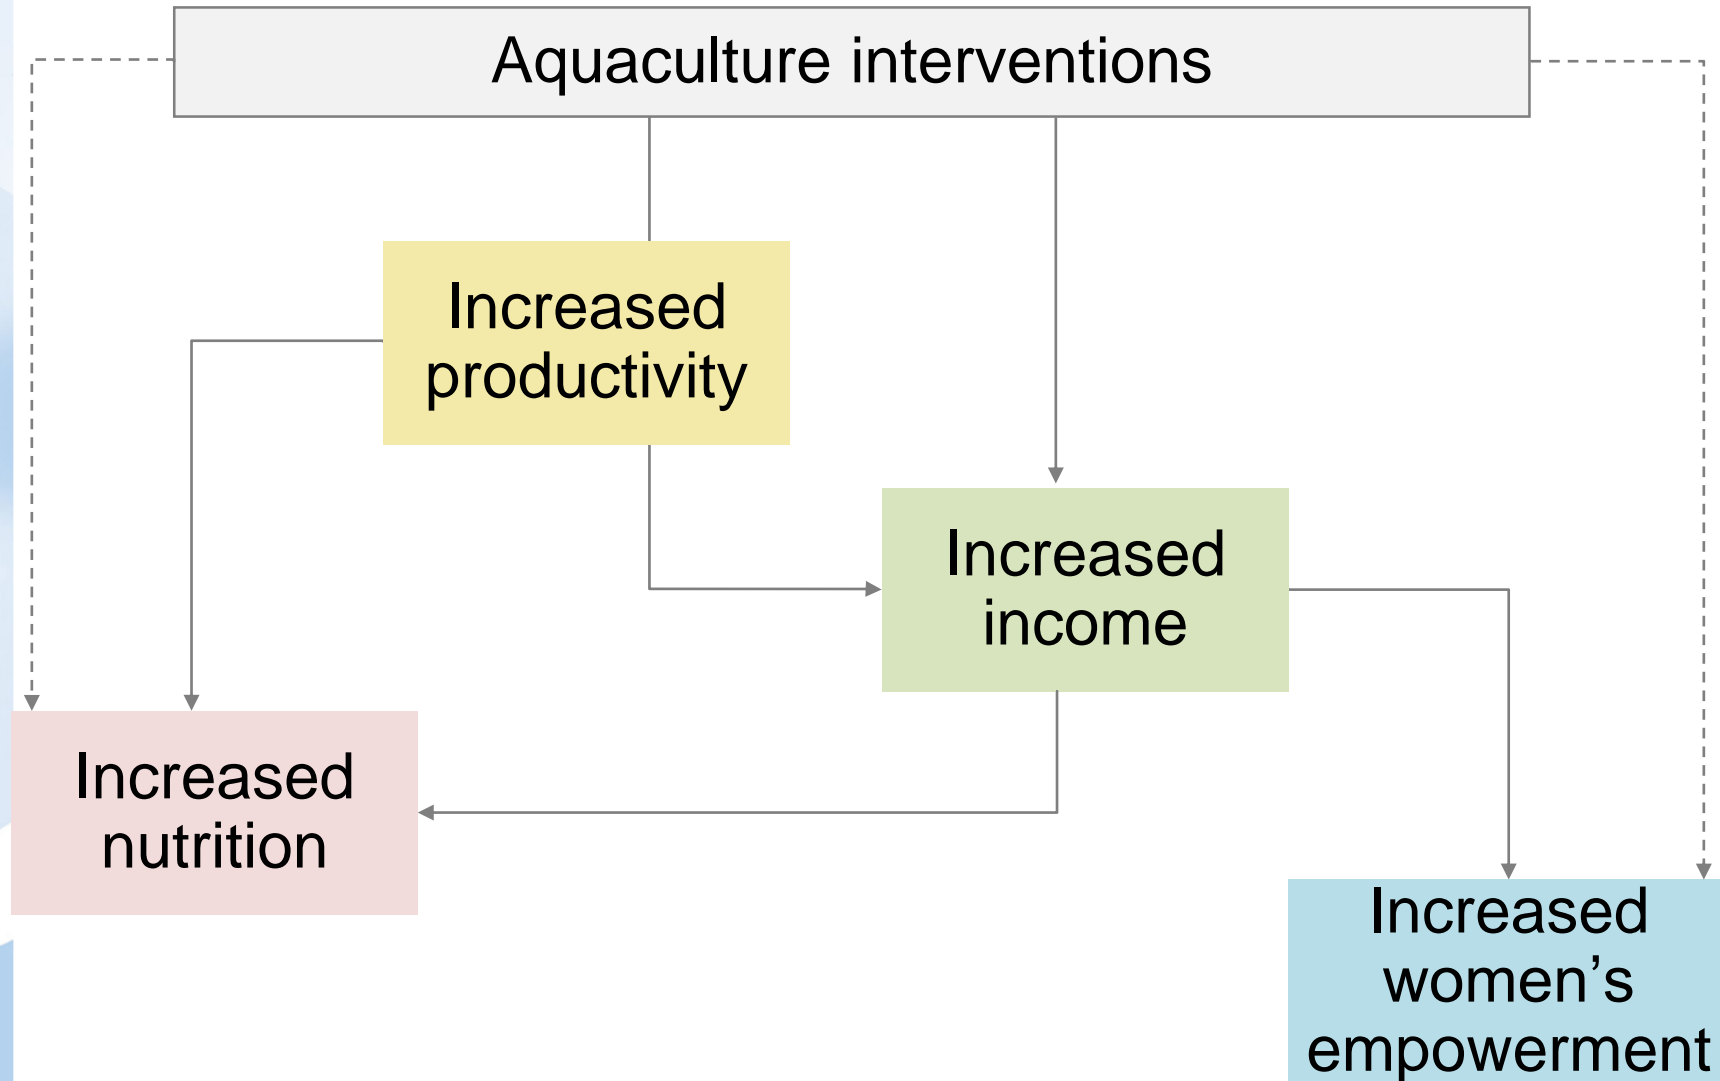 Aquaculture interventions
Increased
productivity
Increased
income
Increased
nutrition
Increased
women’s
empowerment